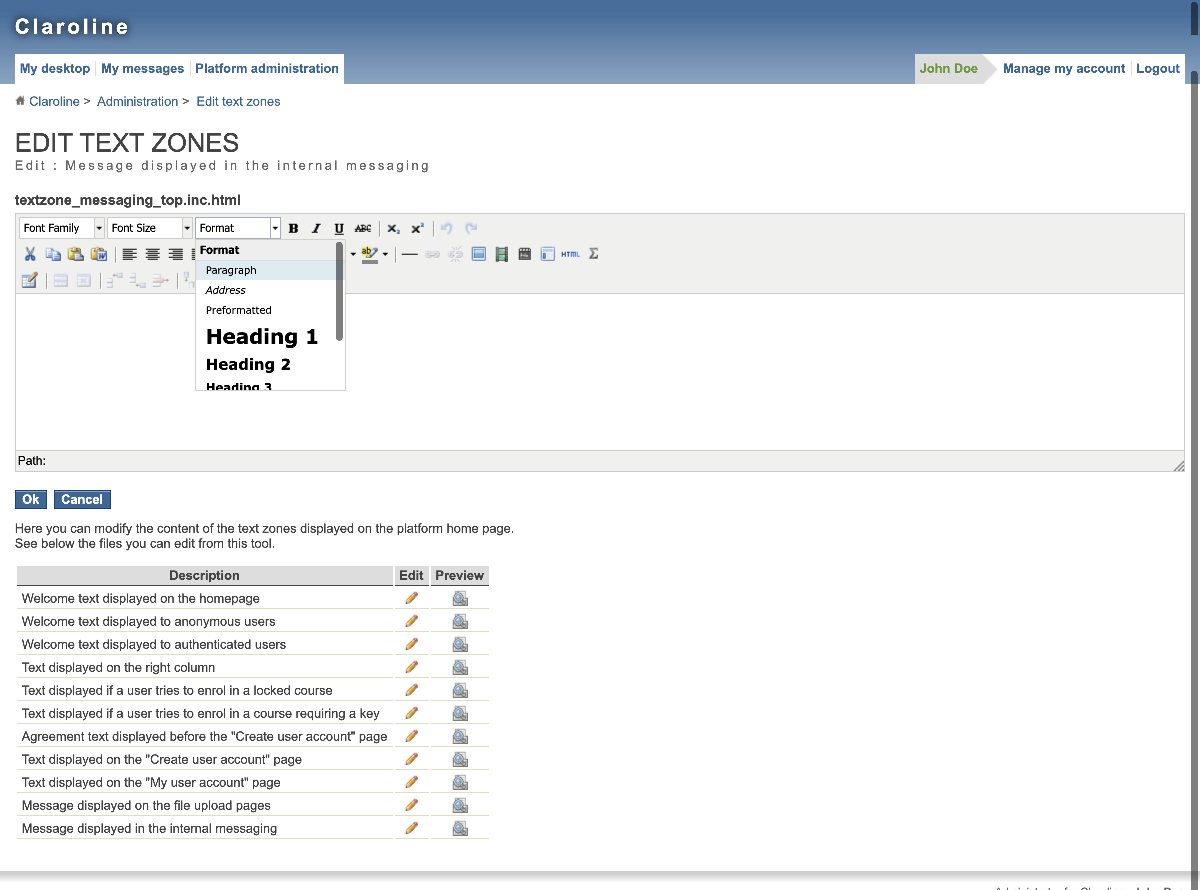 Claroline
My desktop My messages Platform administration
John Doe Manage my account Logout
Claroline > Administration > Edit text zones
EDIT TEXT ZONES
Edit : Message displayed in the internal messaging
textzone_messaging_top.inc.html
Font Family Font Size Format B I U ABC x₂ x²
ab HTML Σ
Format
Paragraph
Address
Preformatted
Heading 1
Heading 2
Heading 3
Path:
Ok Cancel
Here you can modify the content of the text zones displayed on the platform home page.
See below the files you can edit from this tool.
Description Edit Preview
Welcome text displayed on the homepage
Welcome text displayed to anonymous users
Welcome text displayed to authenticated users
Text displayed on the right column
Text displayed if a user tries to enrol in a locked course
Text displayed if a user tries to enrol in a course requiring a key
Agreement text displayed before the "Create user account" page
Text displayed on the "Create user account" page
Text displayed on the "My user account" page
Message displayed on the file upload pages
Message displayed in the internal messaging